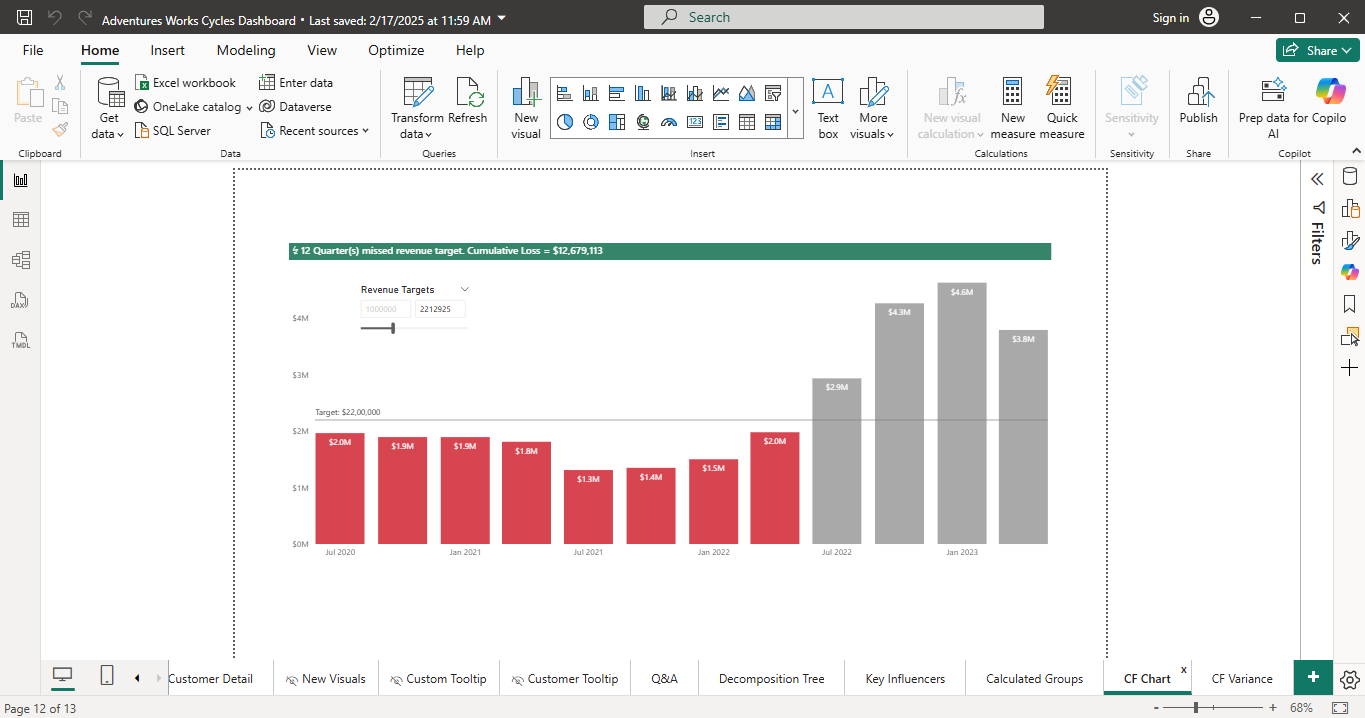 Adventures Works Cycles Dashboard • Last saved: 2/17/2025 at 11:59 AM
Search
Sign in
File
Home
Insert
Modeling
View
Optimize
Help
Share
Paste
Clipboard
Get data
Excel workbook
OneLake catalog
SQL Server
Enter data
Dataverse
Recent sources
Data
Transform data
Refresh
Queries
New visual
Text box
More visuals
Insert
New visual calculation
New measure
Quick measure
Calculations
Sensitivity
Sensitivity
Publish
Share
Prep data for AI
Copilot
Copilot
DAX
TMDL
Filters
12 Quarter(s) missed revenue target. Cumulative Loss = $12,679,113
Revenue Targets
1000000
2212925
$4M
$3M
$2M
$1M
$0M
Target: $22,00,000
$2.0M
$1.9M
$1.9M
$1.8M
$1.3M
$1.4M
$1.5M
$2.0M
$2.9M
$4.3M
$4.6M
$3.8M
Jul 2020
Jan 2021
Jul 2021
Jan 2022
Jul 2022
Jan 2023
Customer Detail
New Visuals
Custom Tooltip
Customer Tooltip
Q&A
Decomposition Tree
Key Influencers
Calculated Groups
CF Chart
x
CF Variance
Page 12 of 13
68%